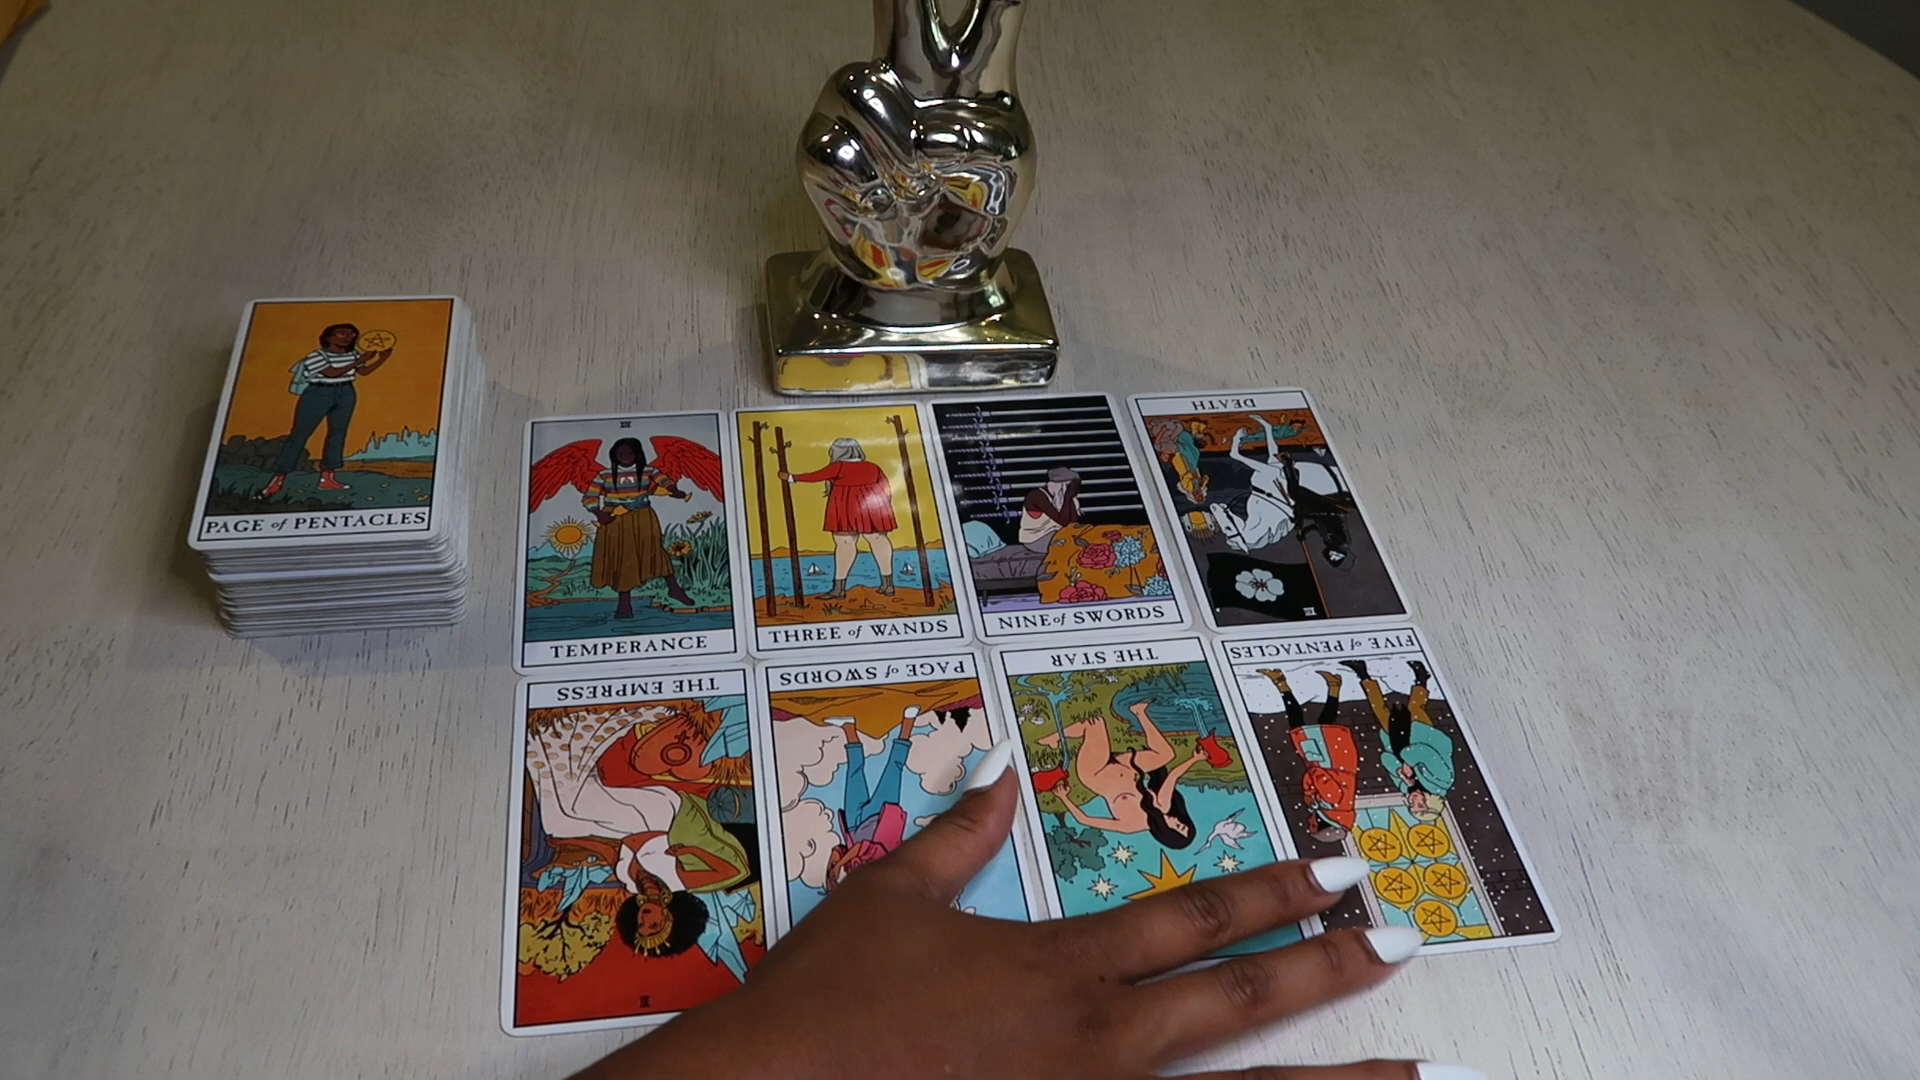 PAGE of PENTACLES
TEMPERANCE
THREE of WANDS
NINE of SWORDS
DEATH
THE EMPRESS
PAGE of SWORDS
THE STAR
FIVE of PENTACLES